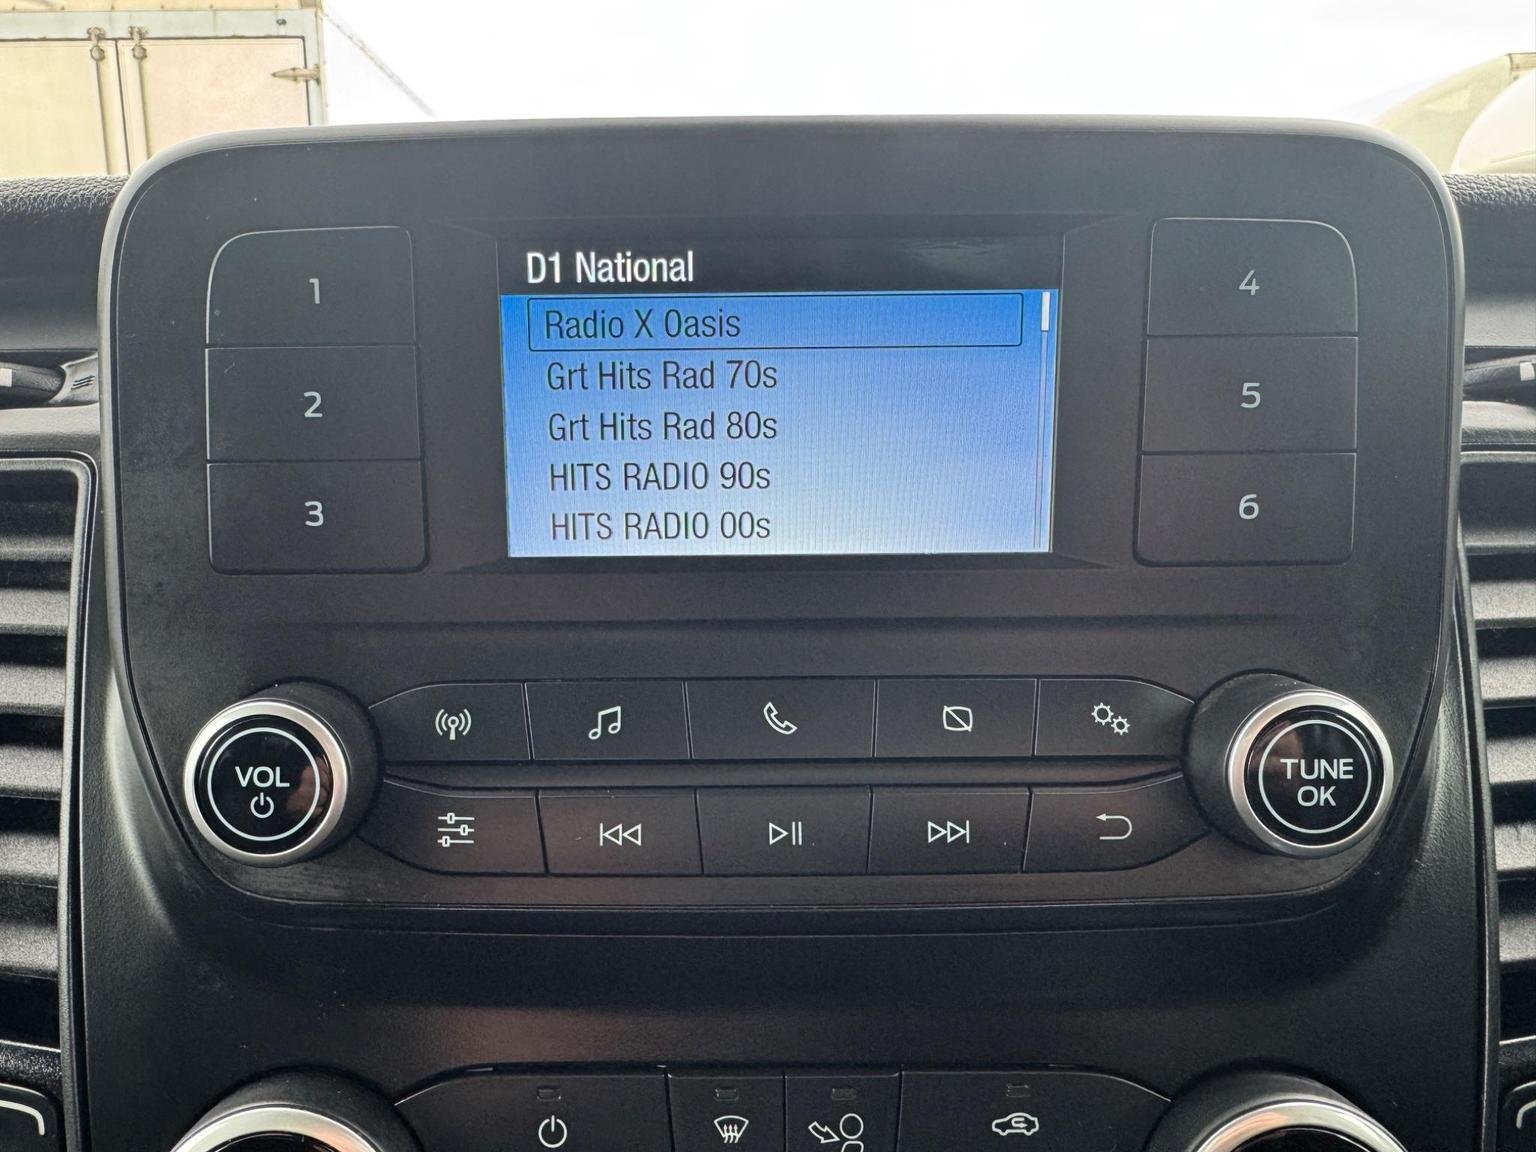 D1 National
Radio X Oasis
Grt Hits Rad 70s
Grt Hits Rad 80s
HITS RADIO 90s
HITS RADIO 00s
1
2
3
4
5
6
VOL
TUNE
OK